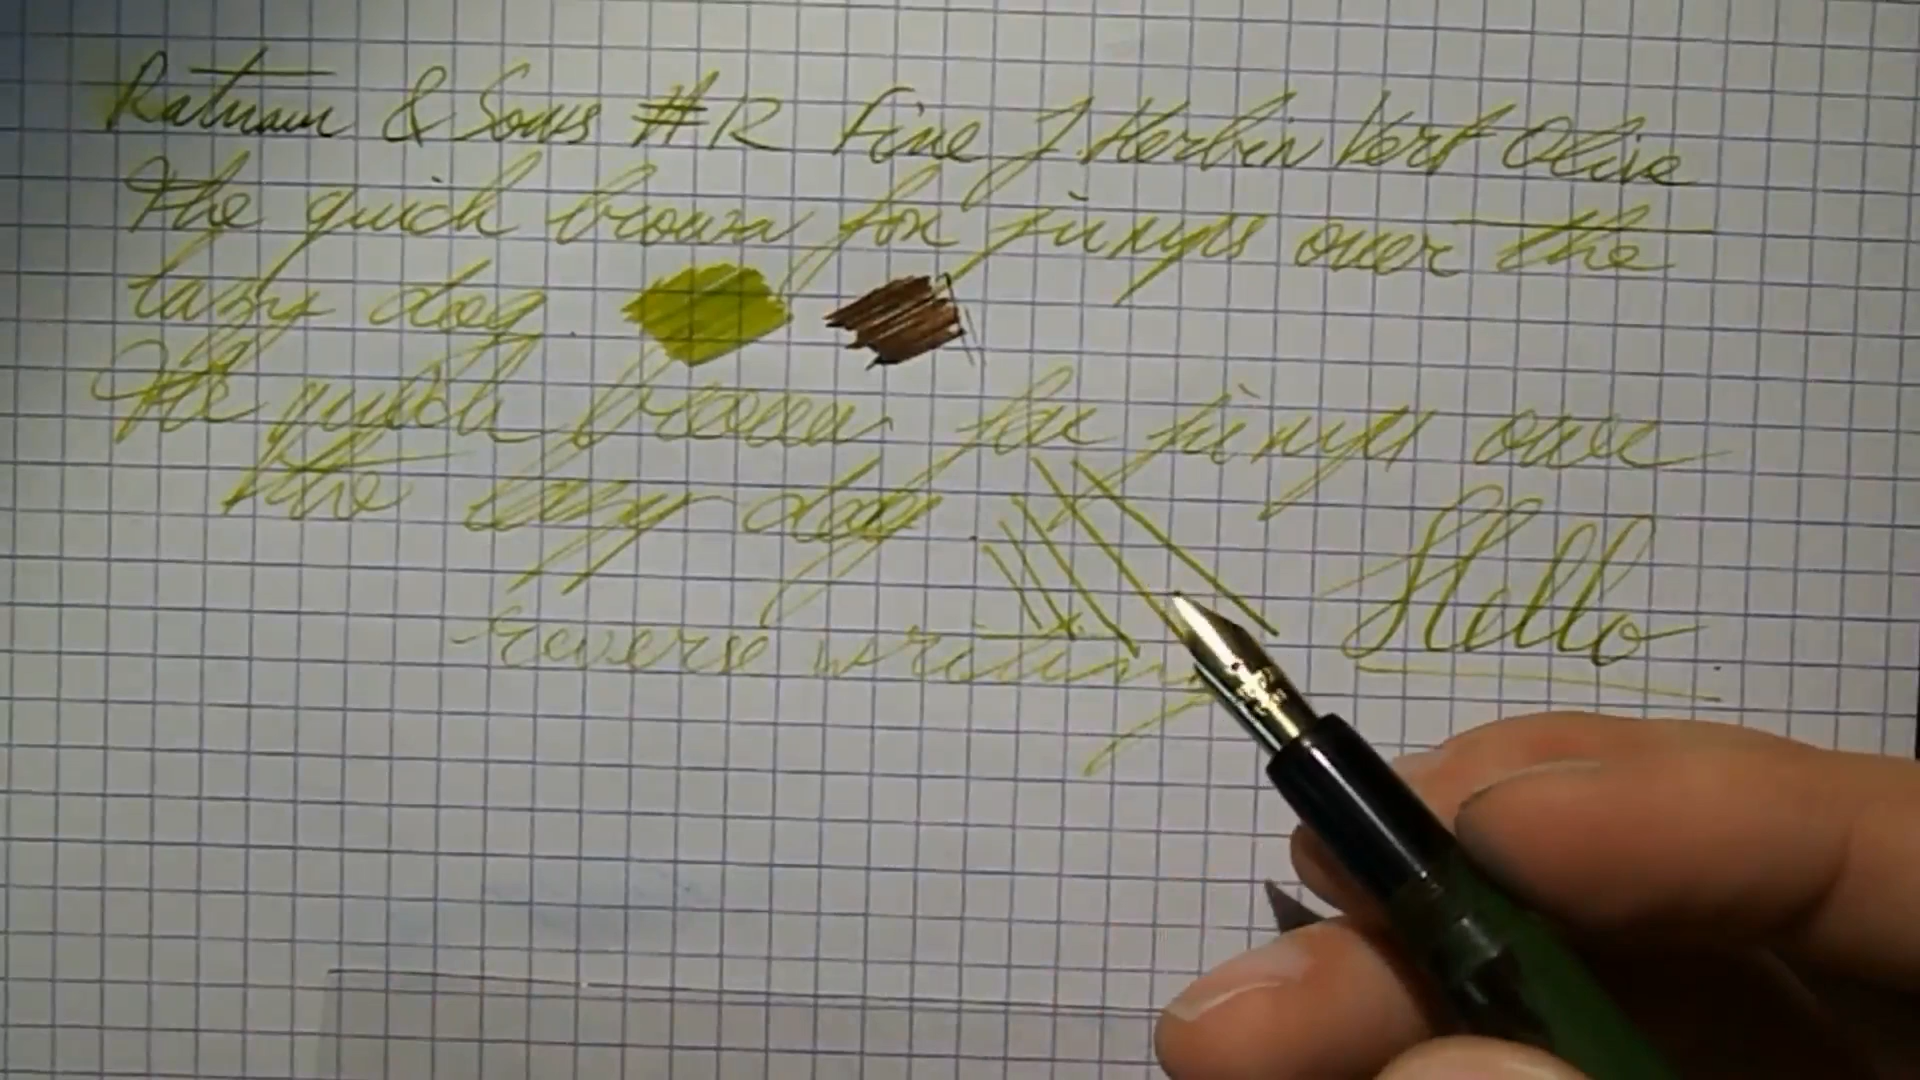 Ratnam & Sons #12 Fine J. Herbin Vert Olive
The quick brown fox jumps over the
lazy dog.
The quick brown fox jumps over
the lazy dog.
Hello
reverse writing